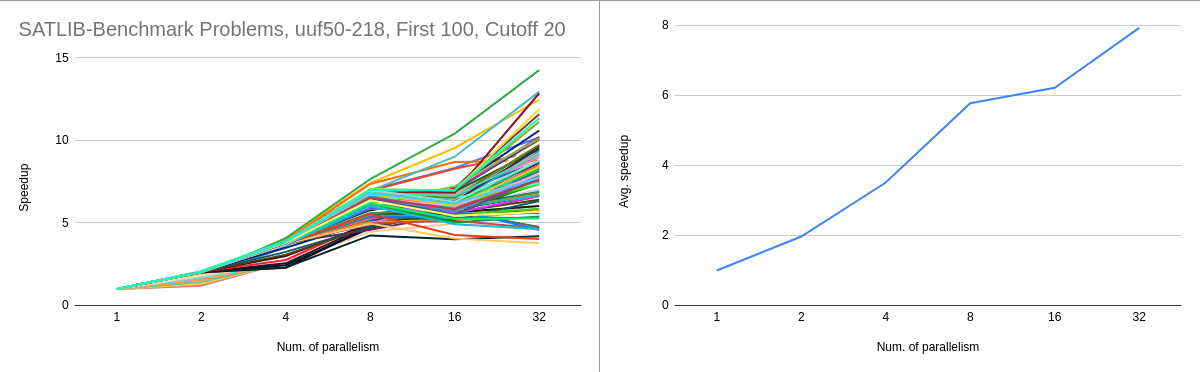 SATLIB-Benchmark Problems, uuf50-218, First 100, Cutoff 20
15
10
5
0
Speedup
1 2 4 8 16 32
Num. of parallelism
8
6
4
2
0
Avg. speedup
1 2 4 8 16 32
Num. of parallelism